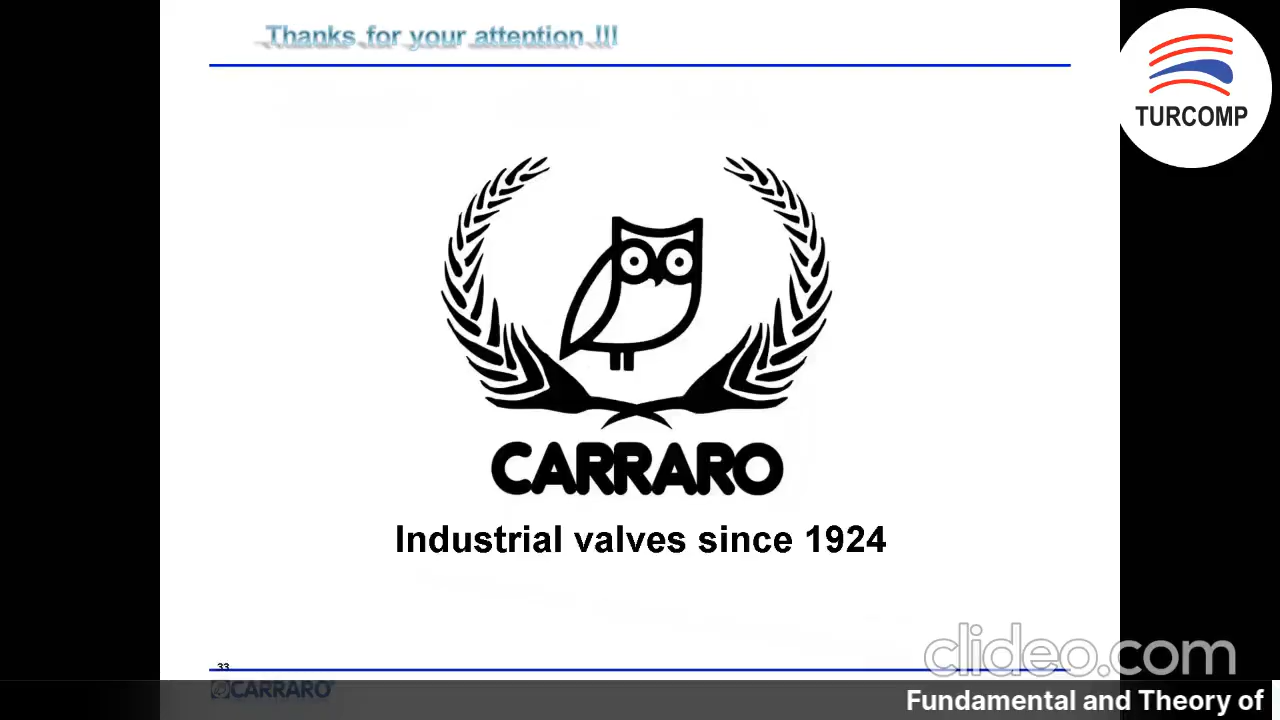 Thanks for your attention !!!
TURCOMP
CARRARO
Industrial valves since 1924
clideo.com
33
CARRARO
Fundamental and Theory of